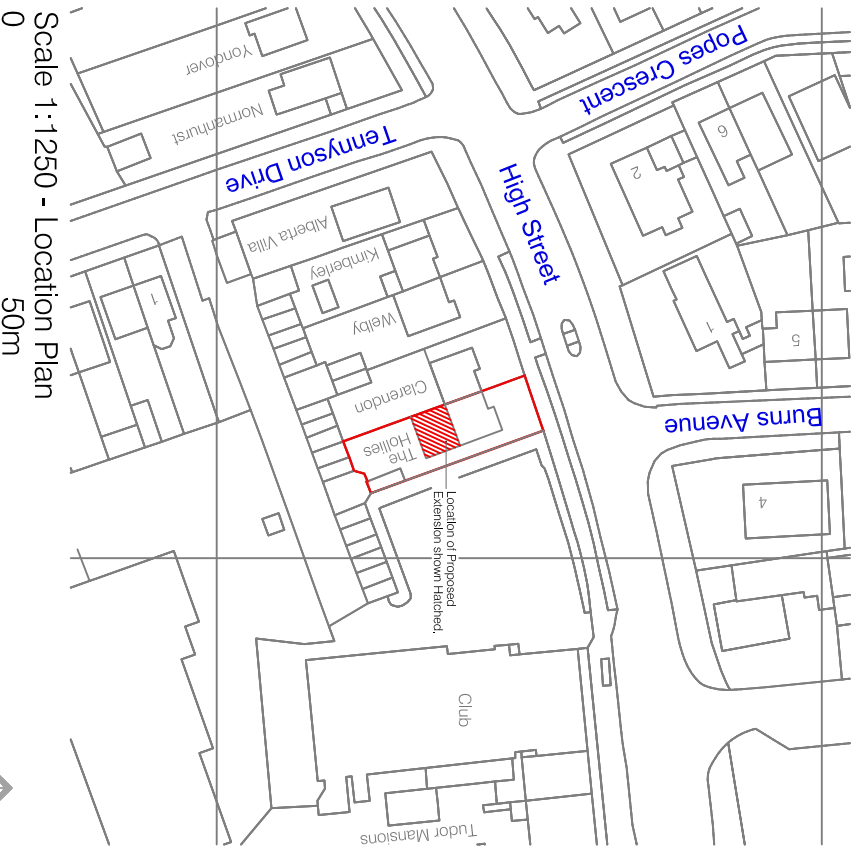 Scale 1:1250 - Location Plan
0
50m
Popes Crescent
Tennyson Drive
High Street
Burns Avenue
Yondover
Normanhurst
Alberta Villa
Kimberley
Welby
Clarendon
The
Hollies
Location of Proposed
Extension shown Hatched.
Club
Tudor Mansions
1
2
6
1
5
4